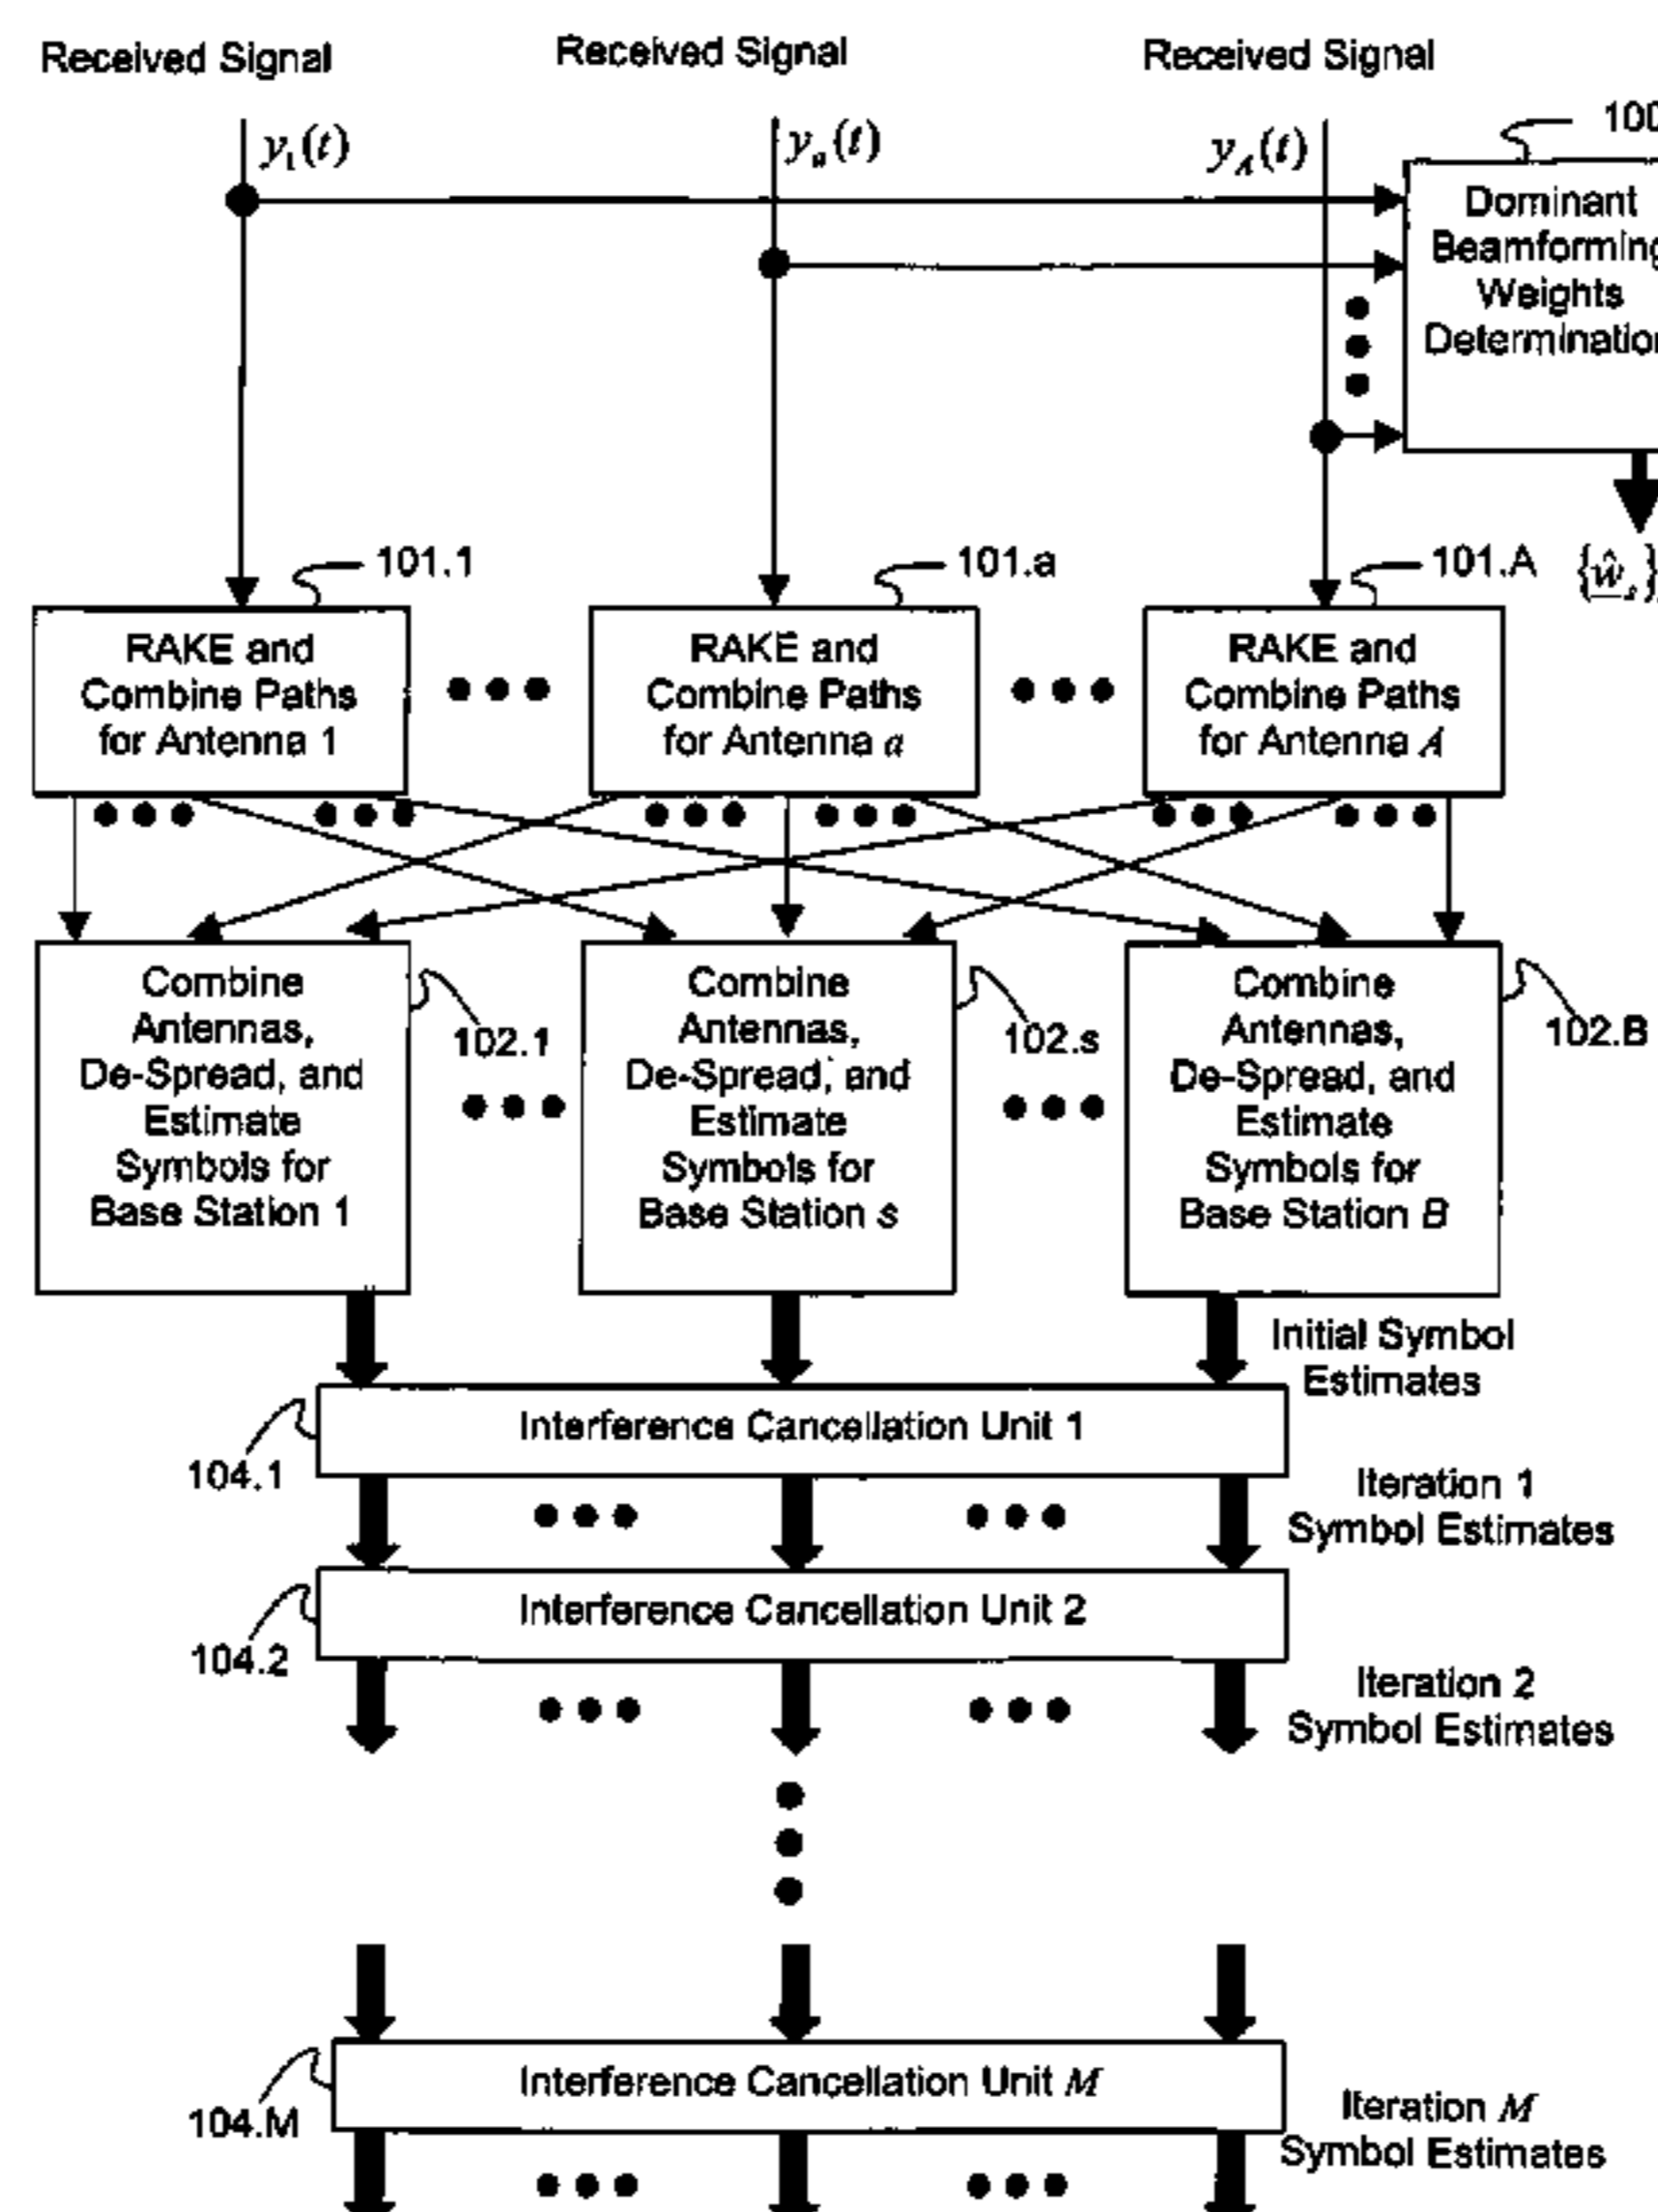 Received Signal
Received Signal
Received Signal
y₁(t)
yₐ(t)
y_A(t)
100
Dominant
Beamforming
Weights
Determination
101.1
101.a
101.A
{ŵₛ}
RAKE and
Combine Paths
for Antenna 1
RAKE and
Combine Paths
for Antenna a
RAKE and
Combine Paths
for Antenna A
Combine
Antennas,
De-Spread, and
Estimate
Symbols for
Base Station 1
102.1
Combine
Antennas,
De-Spread, and
Estimate
Symbols for
Base Station s
102.s
Combine
Antennas,
De-Spread, and
Estimate
Symbols for
Base Station B
102.B
Initial Symbol
Estimates
Interference Cancellation Unit 1
104.1
Iteration 1
Symbol Estimates
Interference Cancellation Unit 2
104.2
Iteration 2
Symbol Estimates
Interference Cancellation Unit M
104.M
Iteration M
Symbol Estimates